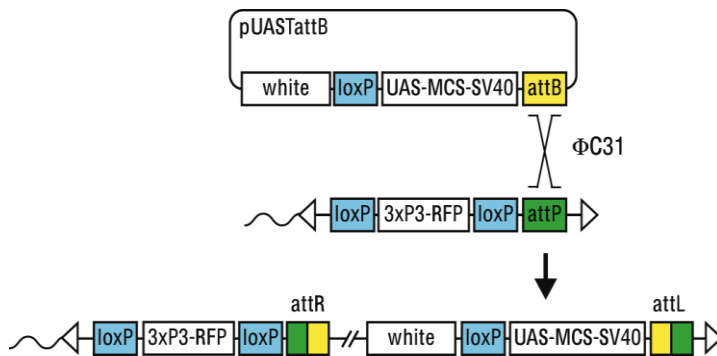 pUASTattB
white loxP UAS-MCS-SV40 attB
ΦC31
loxP 3xP3-RFP loxP attP
attR attL
loxP 3xP3-RFP loxP // white loxP UAS-MCS-SV40